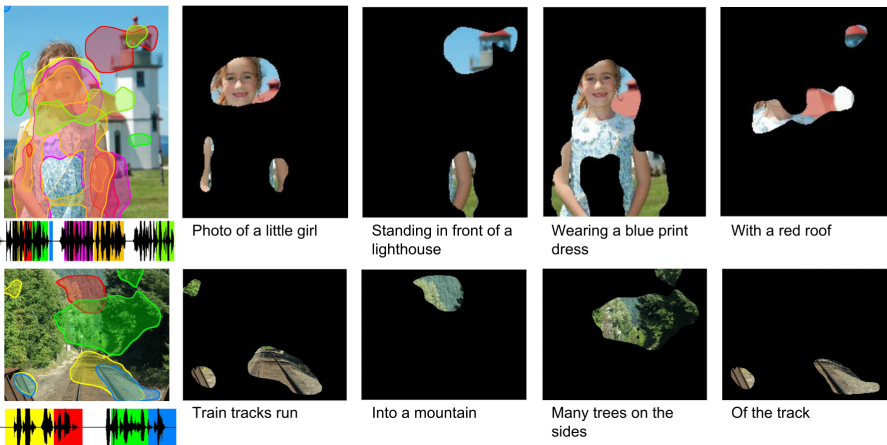 Photo of a little girl
Standing in front of a
lighthouse
Wearing a blue print
dress
With a red roof
Train tracks run
Into a mountain
Many trees on the
sides
Of the track